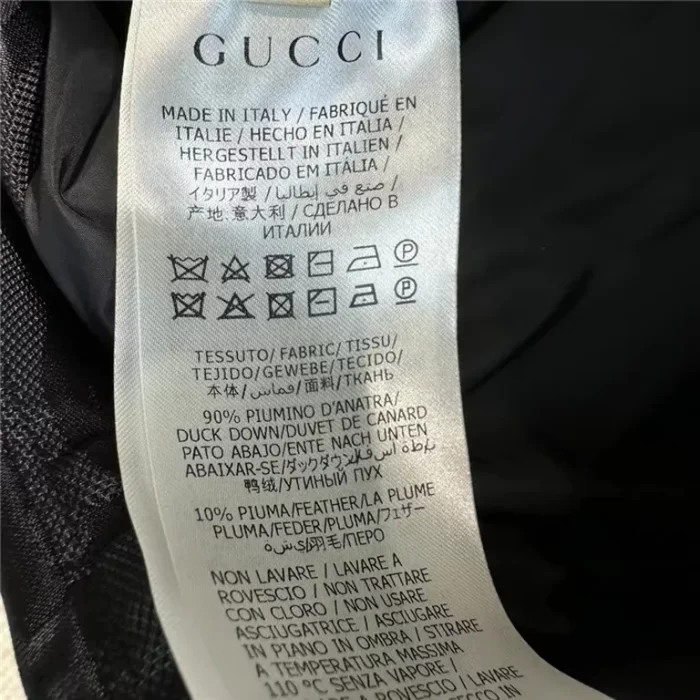 GUCCI
MADE IN ITALY / FABRIQUÉ EN
ITALIE / HECHO EN ITALIA /
HERGESTELLT IN ITALIEN /
FABRICADO EM ITÁLIA /
イタリア製 / صنع في إيطاليا /
产地:意大利 / СДЕЛАНО В
ИТАЛИИ
P
P
TESSUTO/ FABRIC/ TISSU/
TEJIDO/GEWEBE/TECIDO/
本体/قماش/面料/ТКАНЬ
90% PIUMINO D'ANATRA/
DUCK DOWN/DUVET DE CANARD
PATO ABAJO/ENTE NACH UNTEN
ABAIXAR-SE/ダックダウン/
鸭绒/УТИНЫЙ ПУХ
10% PIUMA/FEATHER/LA PLUME
PLUMA/FEDER/PLUMA/フェザー
羽毛/ПЕРО
NON LAVARE / LAVARE A
ROVESCIO / NON TRATTARE
CON CLORO / NON USARE
ASCIUGATRICE / ASCIUGARE
IN PIANO IN OMBRA / STIRARE
A TEMPERATURA MASSIMA
110 °C SENZA VAPORE /
LAVARE A SECCO / ROVESCIO